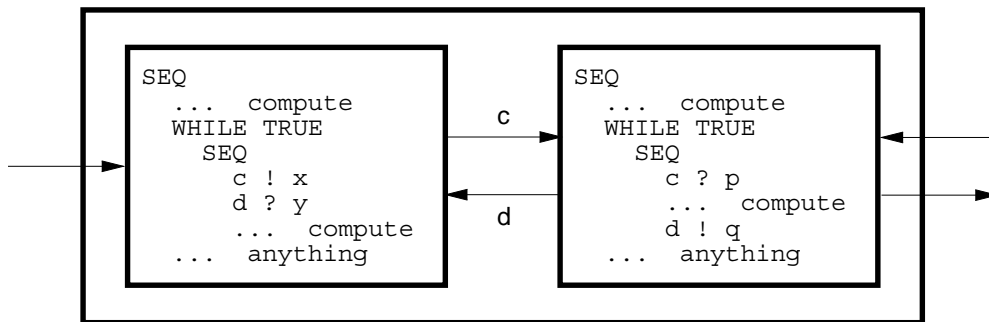 SEQ
... compute
WHILE TRUE
SEQ
c ! x
d ? y
... compute
... anything
c
d
SEQ
... compute
WHILE TRUE
SEQ
c ? p
... compute
d ! q
... anything